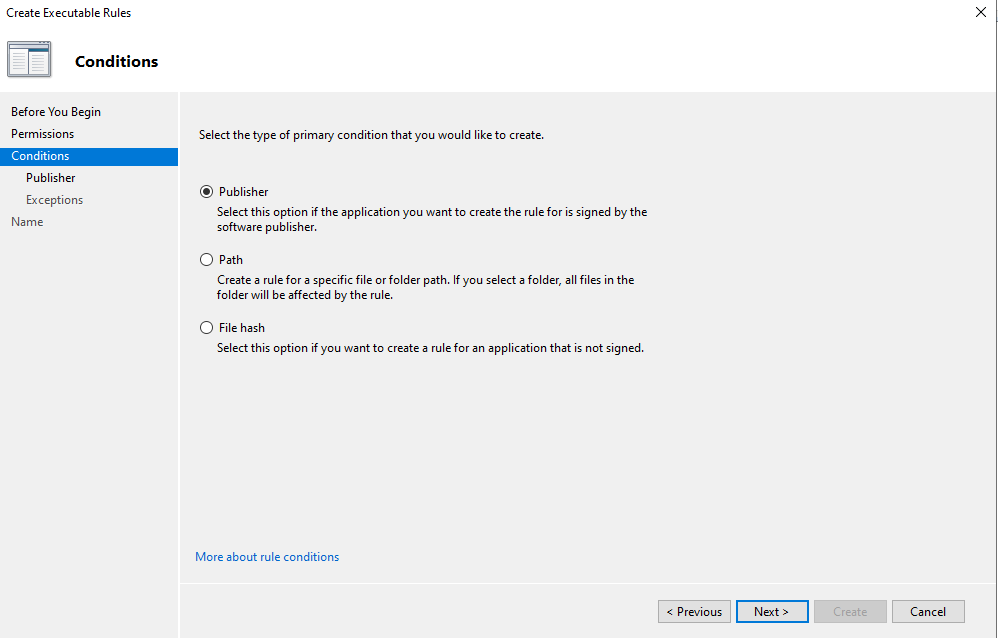 Create Executable Rules
Conditions
Before You Begin
Permissions
Conditions
Publisher
Exceptions
Name
Select the type of primary condition that you would like to create.
Publisher
Select this option if the application you want to create the rule for is signed by the
software publisher.
Path
Create a rule for a specific file or folder path. If you select a folder, all files in the
folder will be affected by the rule.
File hash
Select this option if you want to create a rule for an application that is not signed.
More about rule conditions
< Previous
Next >
Create
Cancel